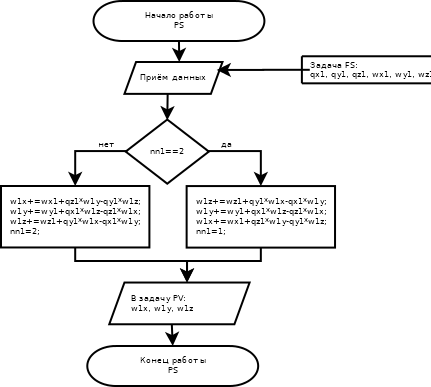 Начало работы
PS
Приём данных
Задача FS:
qx1, qy1, qz1, wx1, wy1, wz1
nn1==2
нет
да
w1x+=wx1+qz1*w1y-qy1*w1z;
w1y+=wy1+qx1*w1z-qz1*w1x;
w1z+=wz1+qy1*w1x-qx1*w1y;
nn1=2;
w1z+=wz1+qy1*w1x-qx1*w1y;
w1y+=wy1+qx1*w1z-qz1*w1x;
w1x+=wx1+qz1*w1y-qy1*w1z;
nn1=1;
В задачу PV:
w1x, w1y, w1z
Конец работы
PS